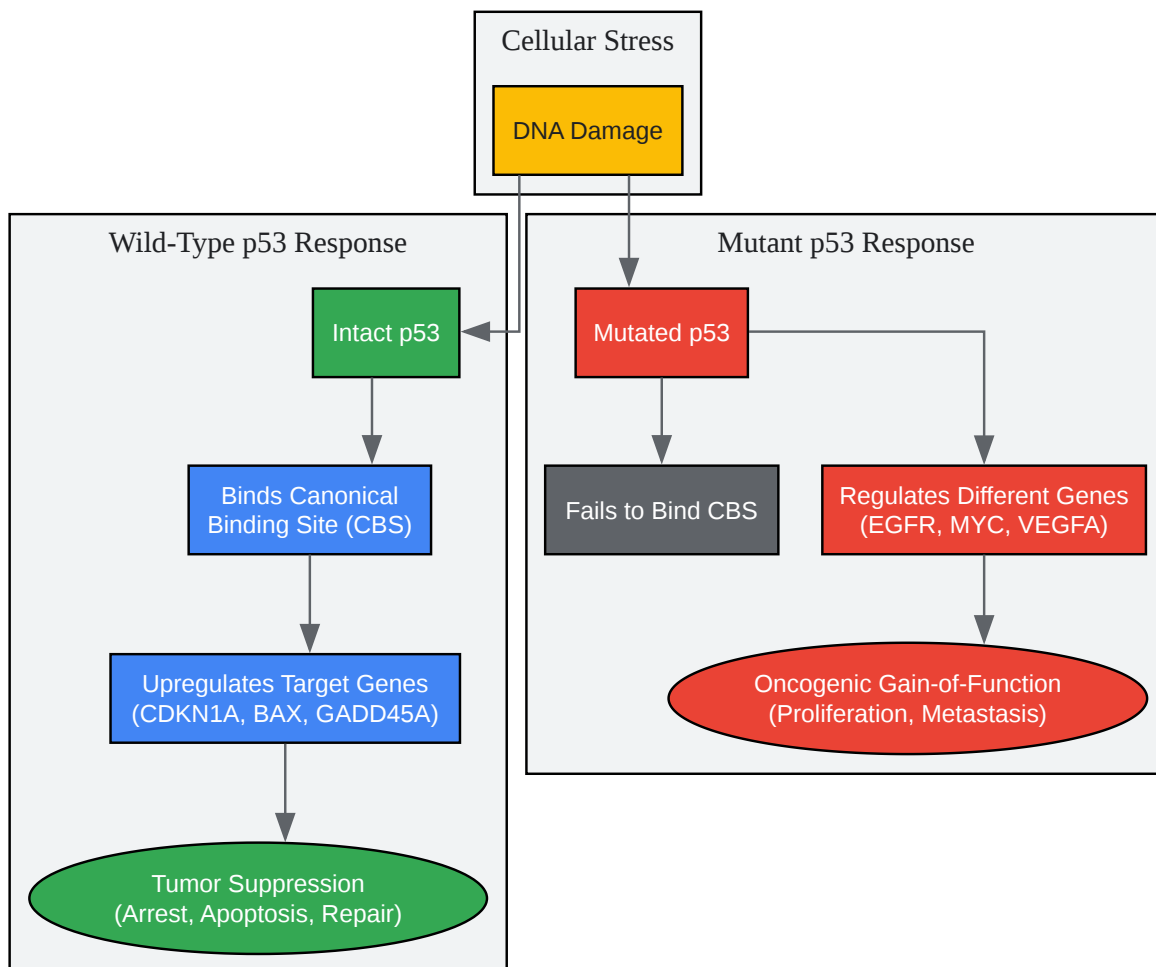 Cellular Stress
DNA Damage
Wild-Type p53 Response
Intact p53
Binds Canonical
Binding Site (CBS)
Upregulates Target Genes
(CDKN1A, BAX, GADD45A)
Tumor Suppression
(Arrest, Apoptosis, Repair)
Mutant p53 Response
Mutated p53
Fails to Bind CBS
Regulates Different Genes
(EGFR, MYC, VEGFA)
Oncogenic Gain-of-Function
(Proliferation, Metastasis)